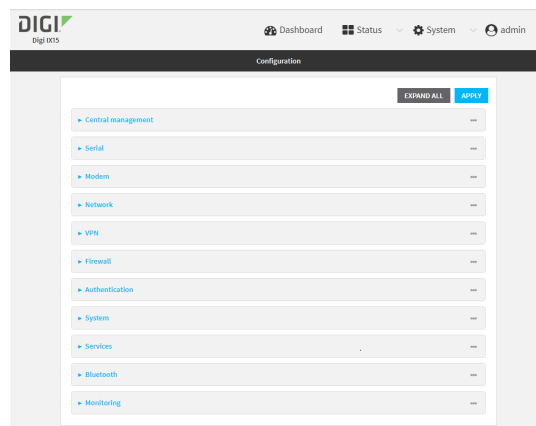 DIGI
Digi IX15
Dashboard
Status
System
admin
Configuration
EXPAND ALL
APPLY
Central management
Serial
Modem
Network
VPN
Firewall
Authentication
System
Services
Bluetooth
Monitoring